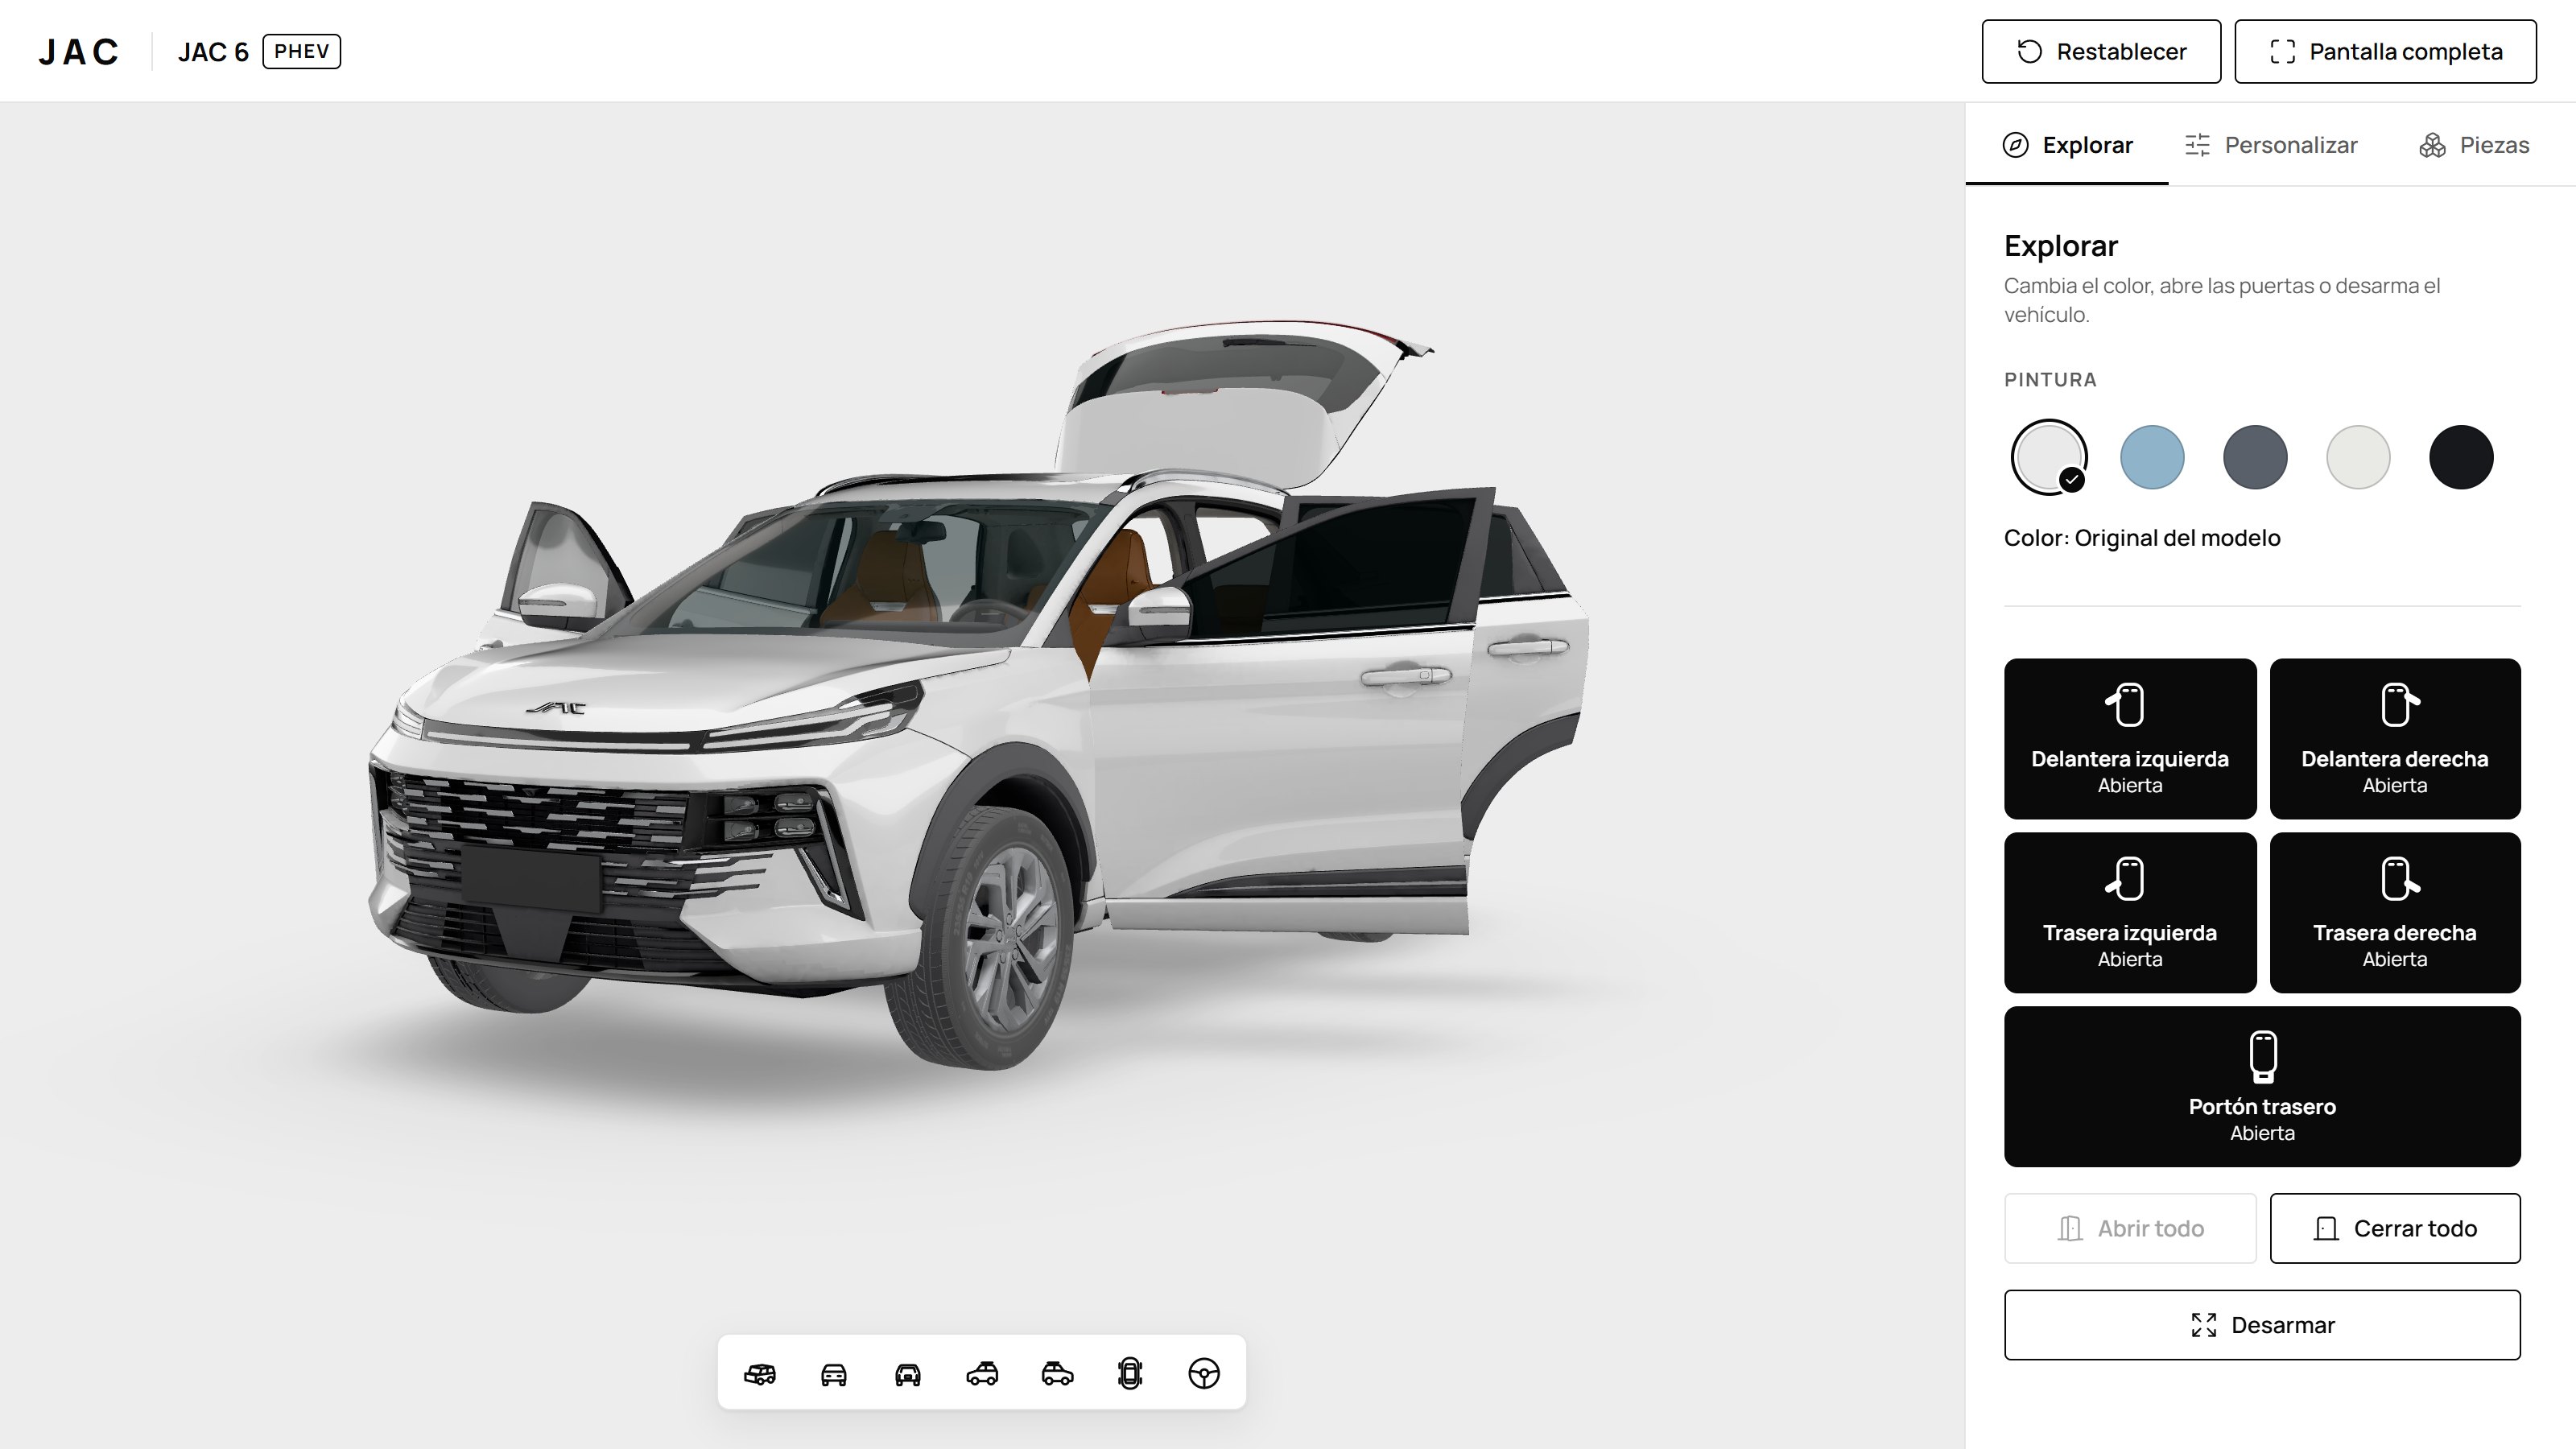 JAC
JAC 6 PHEV
Restablecer
Pantalla completa
Explorar
Personalizar
Piezas
Explorar
Cambia el color, abre las puertas o desarma el
vehículo.
PINTURA
Color: Original del modelo
JAC
Delantera izquierda
Abierta
Delantera derecha
Abierta
Trasera izquierda
Abierta
Trasera derecha
Abierta
Portón trasero
Abierta
Abrir todo
Cerrar todo
Desarmar